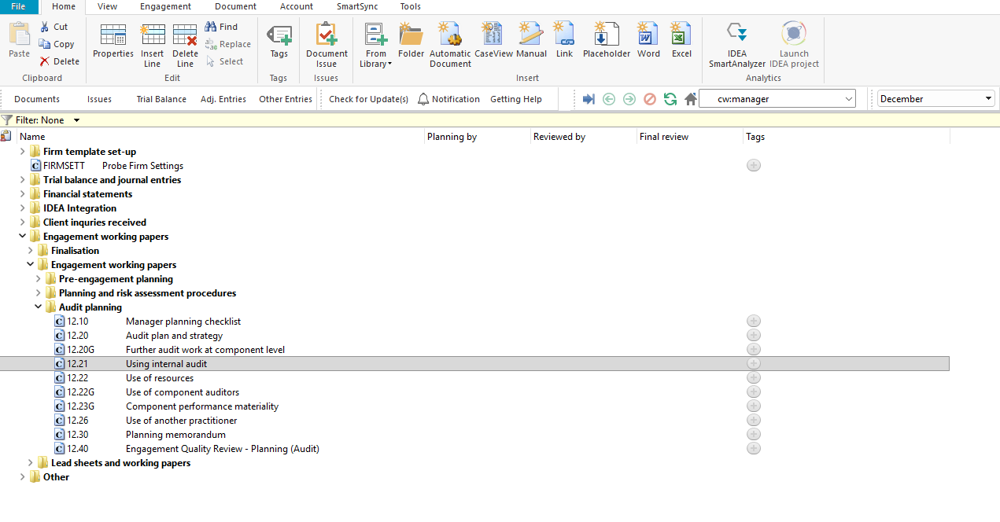 File Home View Engagement Document Account SmartSync Tools
Paste Cut Copy Delete
Clipboard
Properties Insert Line Delete Line Find Replace Select
Edit
Tags
Tags
Document Issue
Issues
From Library Folder Automatic Document CaseView Manual Link Placeholder Word Excel
Insert
IDEA SmartAnalyzer Launch IDEA project
Analytics
Documents Issues Trial Balance Adj. Entries Other Entries Check for Update(s) Notification Getting Help cw:manager December
Filter: None
Name Planning by Reviewed by Final review Tags
Firm template set-up
FIRMSETT Probe Firm Settings
Trial balance and journal entries
Financial statements
IDEA Integration
Client inquries received
Engagement working papers
Finalisation
Engagement working papers
Pre-engagement planning
Planning and risk assessment procedures
Audit planning
12.10 Manager planning checklist
12.20 Audit plan and strategy
12.20G Further audit work at component level
12.21 Using internal audit
12.22 Use of resources
12.22G Use of component auditors
12.23G Component performance materiality
12.26 Use of another practitioner
12.30 Planning memorandum
12.40 Engagement Quality Review - Planning (Audit)
Lead sheets and working papers
Other